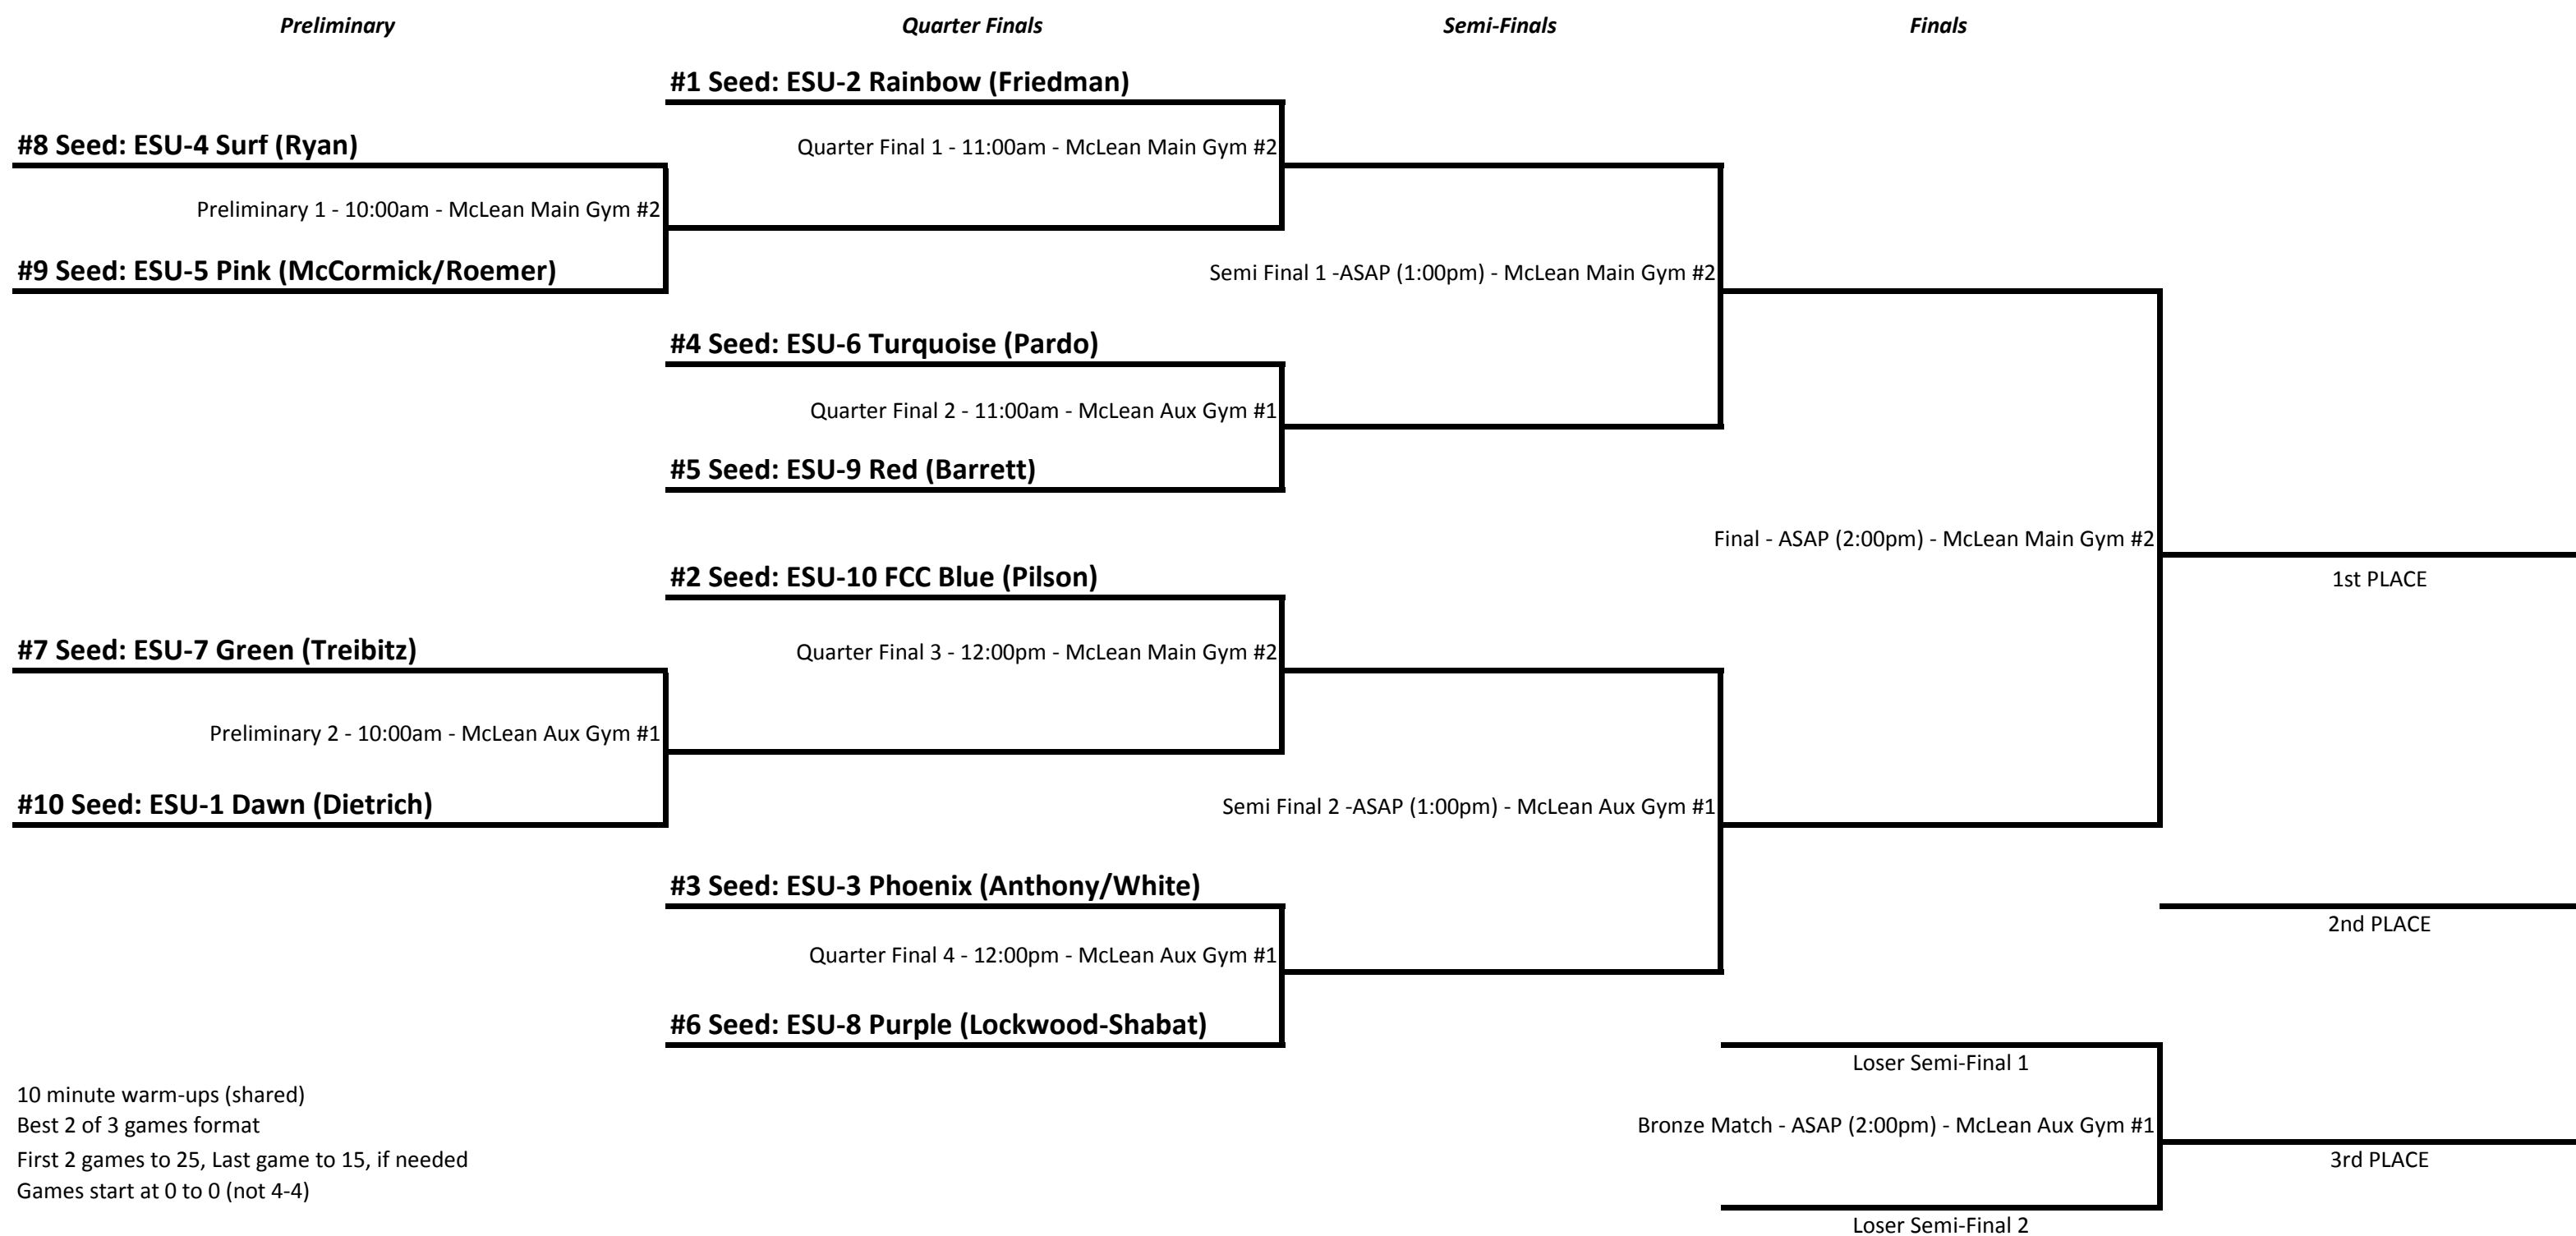 Preliminary
Quarter Finals
Semi-Finals
Finals
#1 Seed: ESU-2 Rainbow (Friedman)
#8 Seed: ESU-4 Surf (Ryan)
Quarter Final 1 - 11:00am - McLean Main Gym #2
Preliminary 1 - 10:00am - McLean Main Gym #2
#9 Seed: ESU-5 Pink (McCormick/Roemer)
Semi Final 1 -ASAP (1:00pm) - McLean Main Gym #2
#4 Seed: ESU-6 Turquoise (Pardo)
Quarter Final 2 - 11:00am - McLean Aux Gym #1
#5 Seed: ESU-9 Red (Barrett)
Final - ASAP (2:00pm) - McLean Main Gym #2
#2 Seed: ESU-10 FCC Blue (Pilson)
1st PLACE
#7 Seed: ESU-7 Green (Treibitz)
Quarter Final 3 - 12:00pm - McLean Main Gym #2
Preliminary 2 - 10:00am - McLean Aux Gym #1
#10 Seed: ESU-1 Dawn (Dietrich)
Semi Final 2 -ASAP (1:00pm) - McLean Aux Gym #1
#3 Seed: ESU-3 Phoenix (Anthony/White)
2nd PLACE
Quarter Final 4 - 12:00pm - McLean Aux Gym #1
#6 Seed: ESU-8 Purple (Lockwood-Shabat)
Loser Semi-Final 1
10 minute warm-ups (shared)
Best 2 of 3 games format
Bronze Match - ASAP (2:00pm) - McLean Aux Gym #1
First 2 games to 25, Last game to 15, if needed
3rd PLACE
Games start at 0 to 0 (not 4-4)
Loser Semi-Final 2